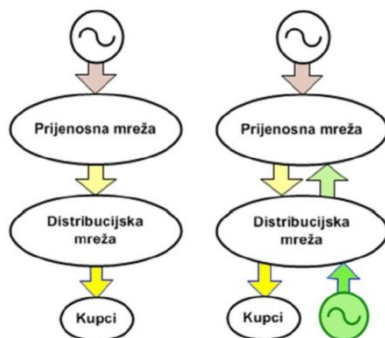 Prijenosna mreža
Distribucijska
mreža
Kupci
Prijenosna mreža
Distribucijska
mreža
Kupci